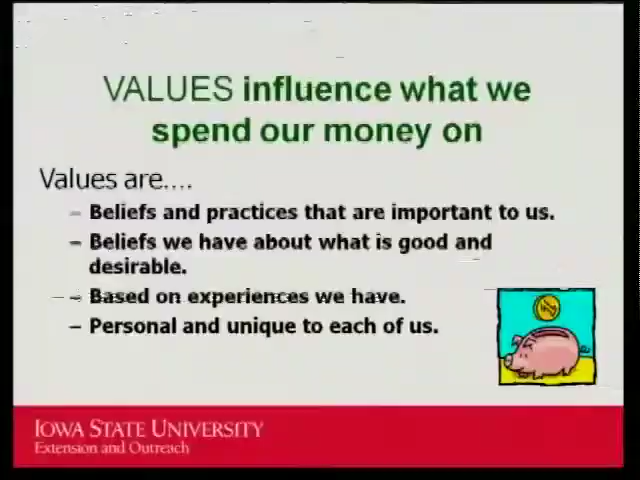 VALUES influence what we
spend our money on
Values are....
– Beliefs and practices that are important to us.
– Beliefs we have about what is good and
desirable.
– Based on experiences we have.
– Personal and unique to each of us.
IOWA STATE UNIVERSITY
Extension and Outreach